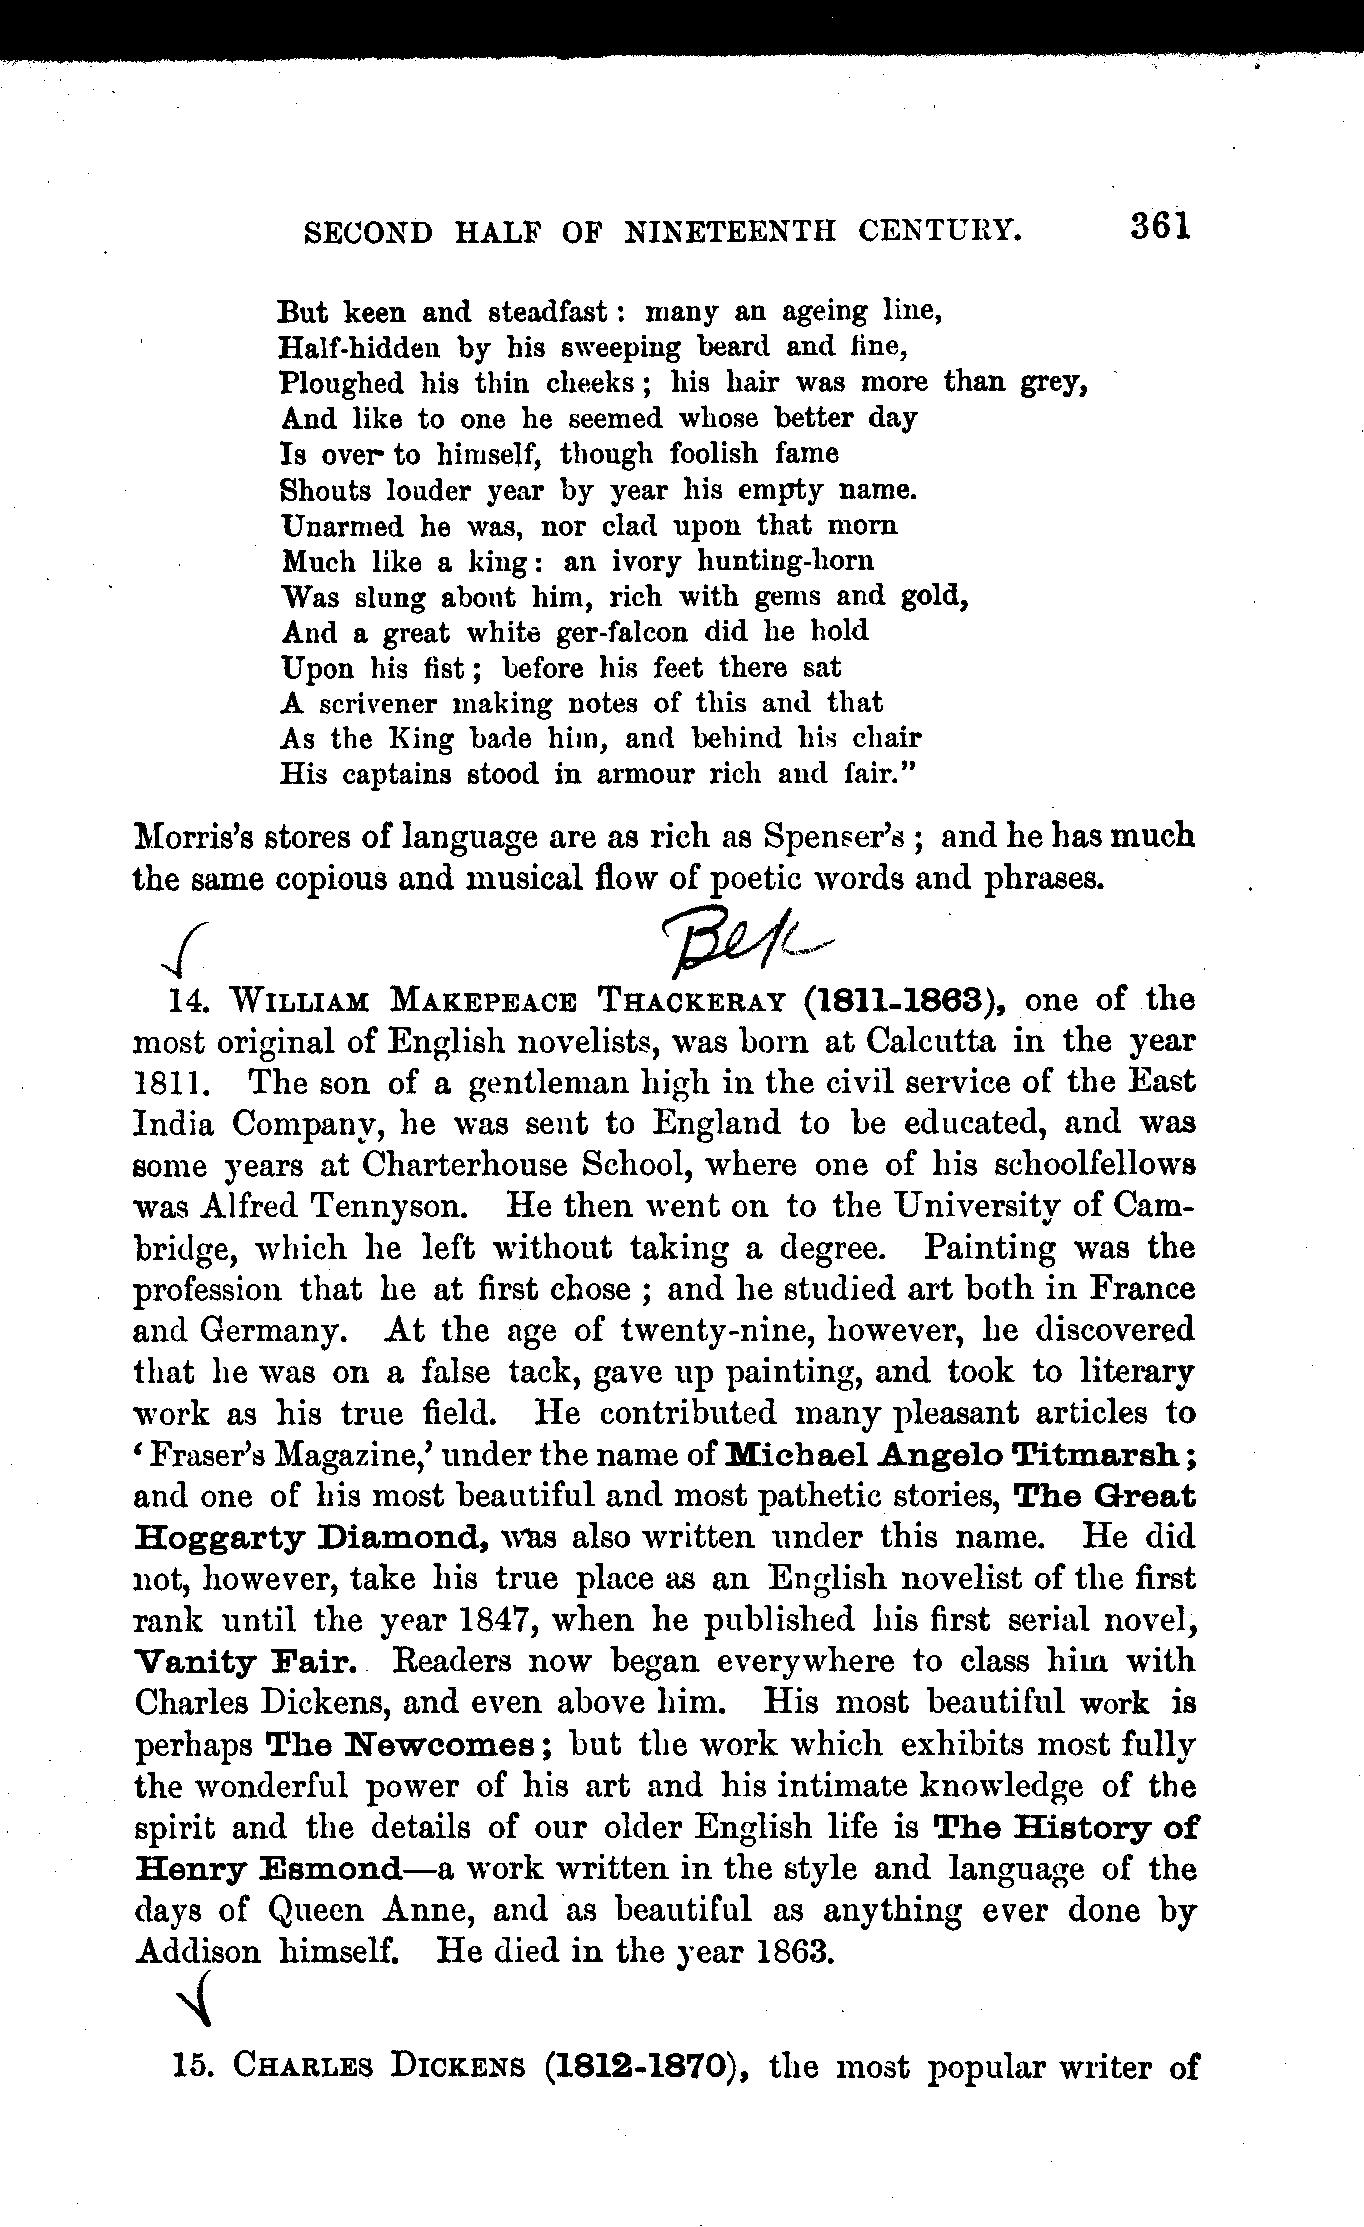 SECOND HALF OF NINETEENTH CENTURY. 361
But keen and steadfast : many an ageing line,
Half-hidden by his sweeping beard and fine,
Ploughed his thin cheeks ; his hair was more than grey,
And like to one he seemed whose better day
Is over to himself, though foolish fame
Shouts louder year by year his empty name.
Unarmed he was, nor clad upon that morn
Much like a king : an ivory hunting-horn
Was slung about him, rich with gems and gold,
And a great white ger-falcon did he hold
Upon his fist ; before his feet there sat
A scrivener making notes of this and that
As the King bade him, and behind his chair
His captains stood in armour rich and fair."
Morris's stores of language are as rich as Spenser's ; and he has much
the same copious and musical flow of poetic words and phrases.
14. WILLIAM MAKEPEACE THACKERAY (1811-1863), one of the
most original of English novelists, was born at Calcutta in the year
1811. The son of a gentleman high in the civil service of the East
India Company, he was sent to England to be educated, and was
some years at Charterhouse School, where one of his schoolfellows
was Alfred Tennyson. He then went on to the University of Cam-
bridge, which he left without taking a degree. Painting was the
profession that he at first chose ; and he studied art both in France
and Germany. At the age of twenty-nine, however, he discovered
that he was on a false tack, gave up painting, and took to literary
work as his true field. He contributed many pleasant articles to
‘ Fraser's Magazine,’ under the name of Michael Angelo Titmarsh ;
and one of his most beautiful and most pathetic stories, The Great
Hoggarty Diamond, was also written under this name. He did
not, however, take his true place as an English novelist of the first
rank until the year 1847, when he published his first serial novel,
Vanity Fair. Readers now began everywhere to class him with
Charles Dickens, and even above him. His most beautiful work is
perhaps The Newcomes ; but the work which exhibits most fully
the wonderful power of his art and his intimate knowledge of the
spirit and the details of our older English life is The History of
Henry Esmond—a work written in the style and language of the
days of Queen Anne, and as beautiful as anything ever done by
Addison himself. He died in the year 1863.
15. CHARLES DICKENS (1812-1870), the most popular writer of